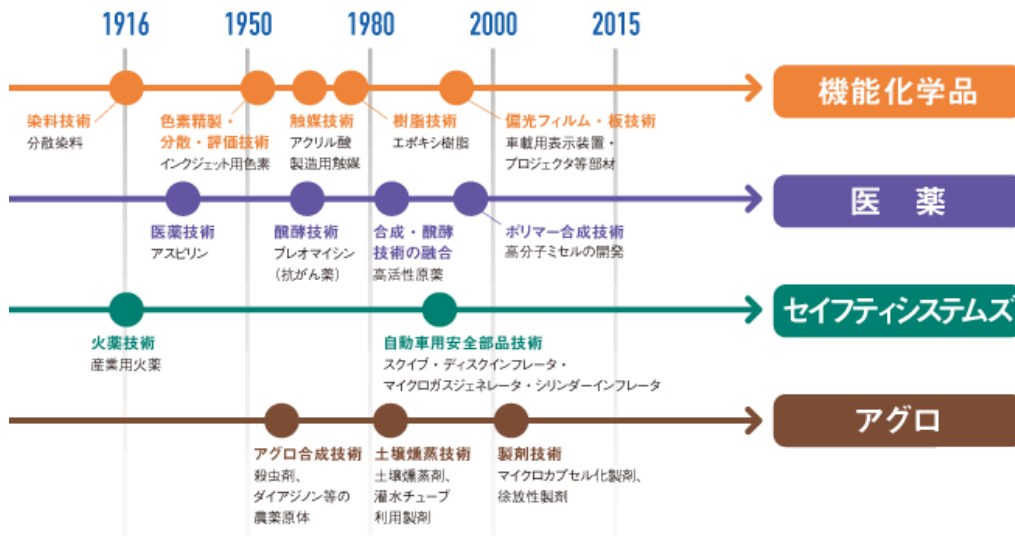 1916
1950
1980
2000
2015
機能化学品
染料技術
分散染料
色素精製・
分散・評価技術
インクジェット用色素
触媒技術
アクリル酸
製造用触媒
樹脂技術
エポキシ樹脂
偏光フィルム・板技術
車載用表示装置・
プロジェクタ等部材
医 薬
医薬技術
アスピリン
醗酵技術
ブレオマイシン
(抗がん薬)
合成・醗酵
技術の融合
高活性原薬
ポリマー合成技術
高分子ミセルの開発
セイフティシステムズ
火薬技術
産業用火薬
自動車用安全部品技術
スクイブ・ディスクインフレータ・
マイクロガスジェネレータ・シリンダーインフレータ
アグロ
アグロ合成技術
殺虫剤、
ダイアジノン等の
農薬原体
土壌燻蒸技術
土壌燻蒸剤、
灌水チューブ
利用製剤
製剤技術
マイクロカプセル化製剤、
徐放性製剤